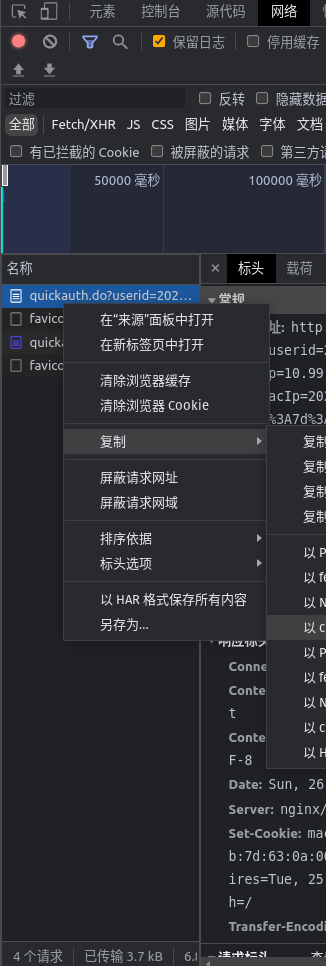 元素 控制台 源代码 网络
保留日志 停用缓存
过滤 反转 隐藏数据
全部 Fetch/XHR JS CSS 图片 媒体 字体 文档
有已拦截的 Cookie 被屏蔽的请求 第三方
50000 毫秒 100000 毫秒
名称 × 标头 载荷
quickauth.do?userid=202...
常规
favico
在“来源”面板中打开
址: http
quicka
在新标签页中打开
userid=2
favico
p=10.99
清除浏览器缓存
acIp=202
清除浏览器 Cookie
%3A7d%3
复制
复制
复制
复制
复制
屏蔽请求网址
屏蔽请求网域
排序依据
标头选项
以 HAR 格式保存所有内容
另存为...
以 P
以 fe
以 N
以 c
以 P
以 fe
以 N
以 c
以 H
响应标头
Conne
Conte
t
Conte
F-8
Date: Sun, 26
Server: nginx/
Set-Cookie: mac
b:7d:63:0a:00
ires=Tue, 25
h=/
Transfer-Encodi
请求标头
4 个请求 已传输 3.7 kB